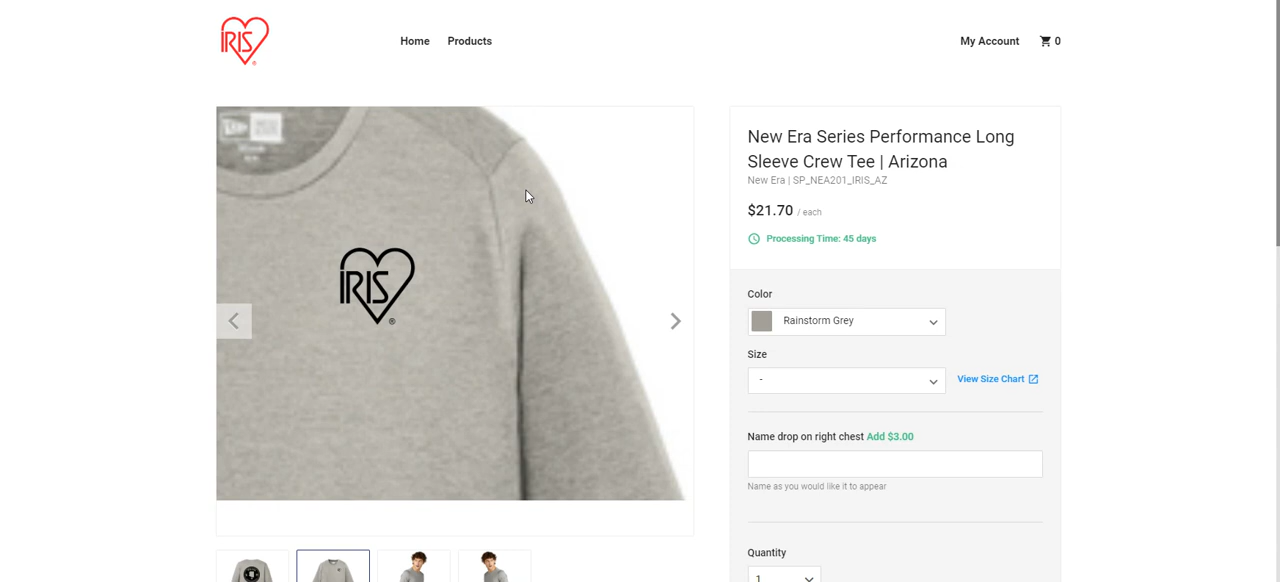 IRIS
®
Home
Products
My Account
0
IRIS
®
New Era Series Performance Long
Sleeve Crew Tee | Arizona
New Era | SP_NEA201_IRIS_AZ
$21.70 / each
Processing Time: 45 days
Color
Rainstorm Grey
Size
-
View Size Chart
Name drop on right chest Add $3.00
Name as you would like it to appear
Quantity
1